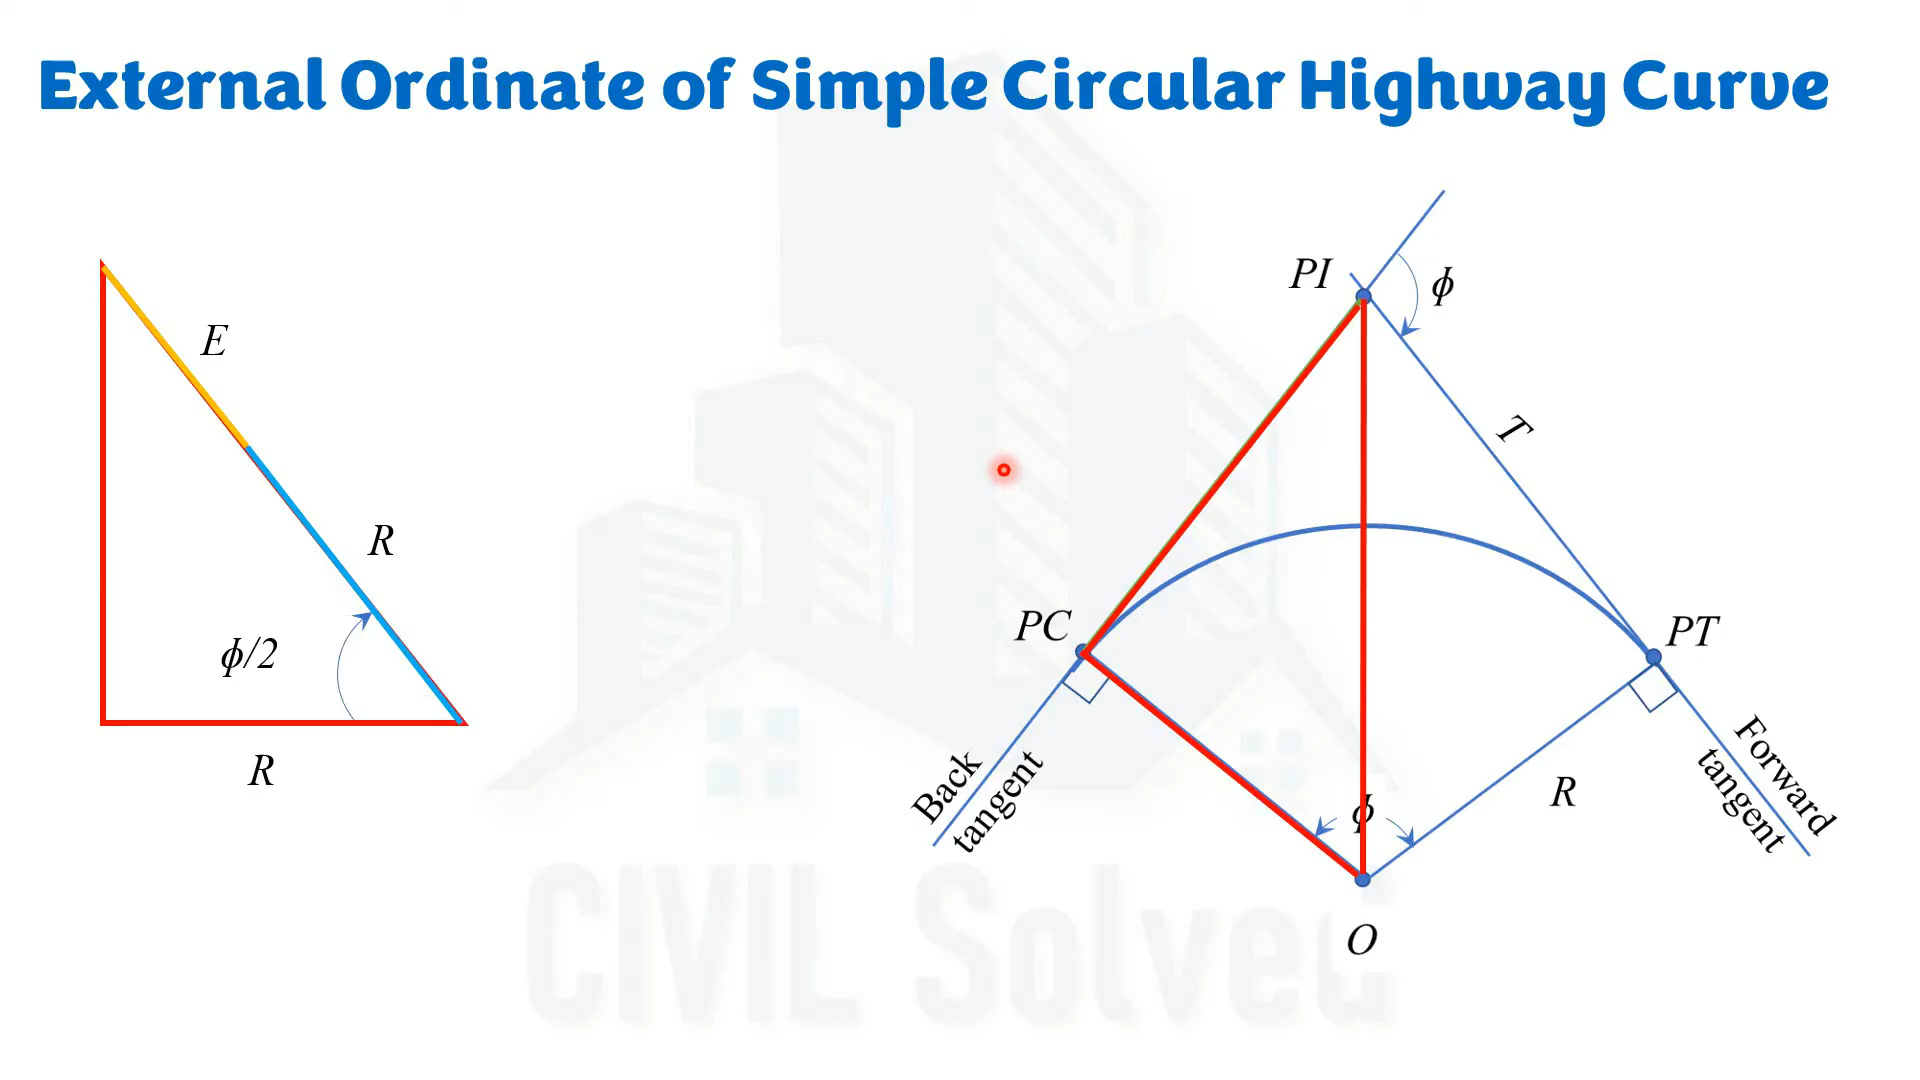 External Ordinate of Simple Circular Highway Curve
E
R
ϕ/2
R
PI
ϕ
T
PC
PT
Back
tangent
Forward
tangent
ϕ
R
O
CIVIL Solved